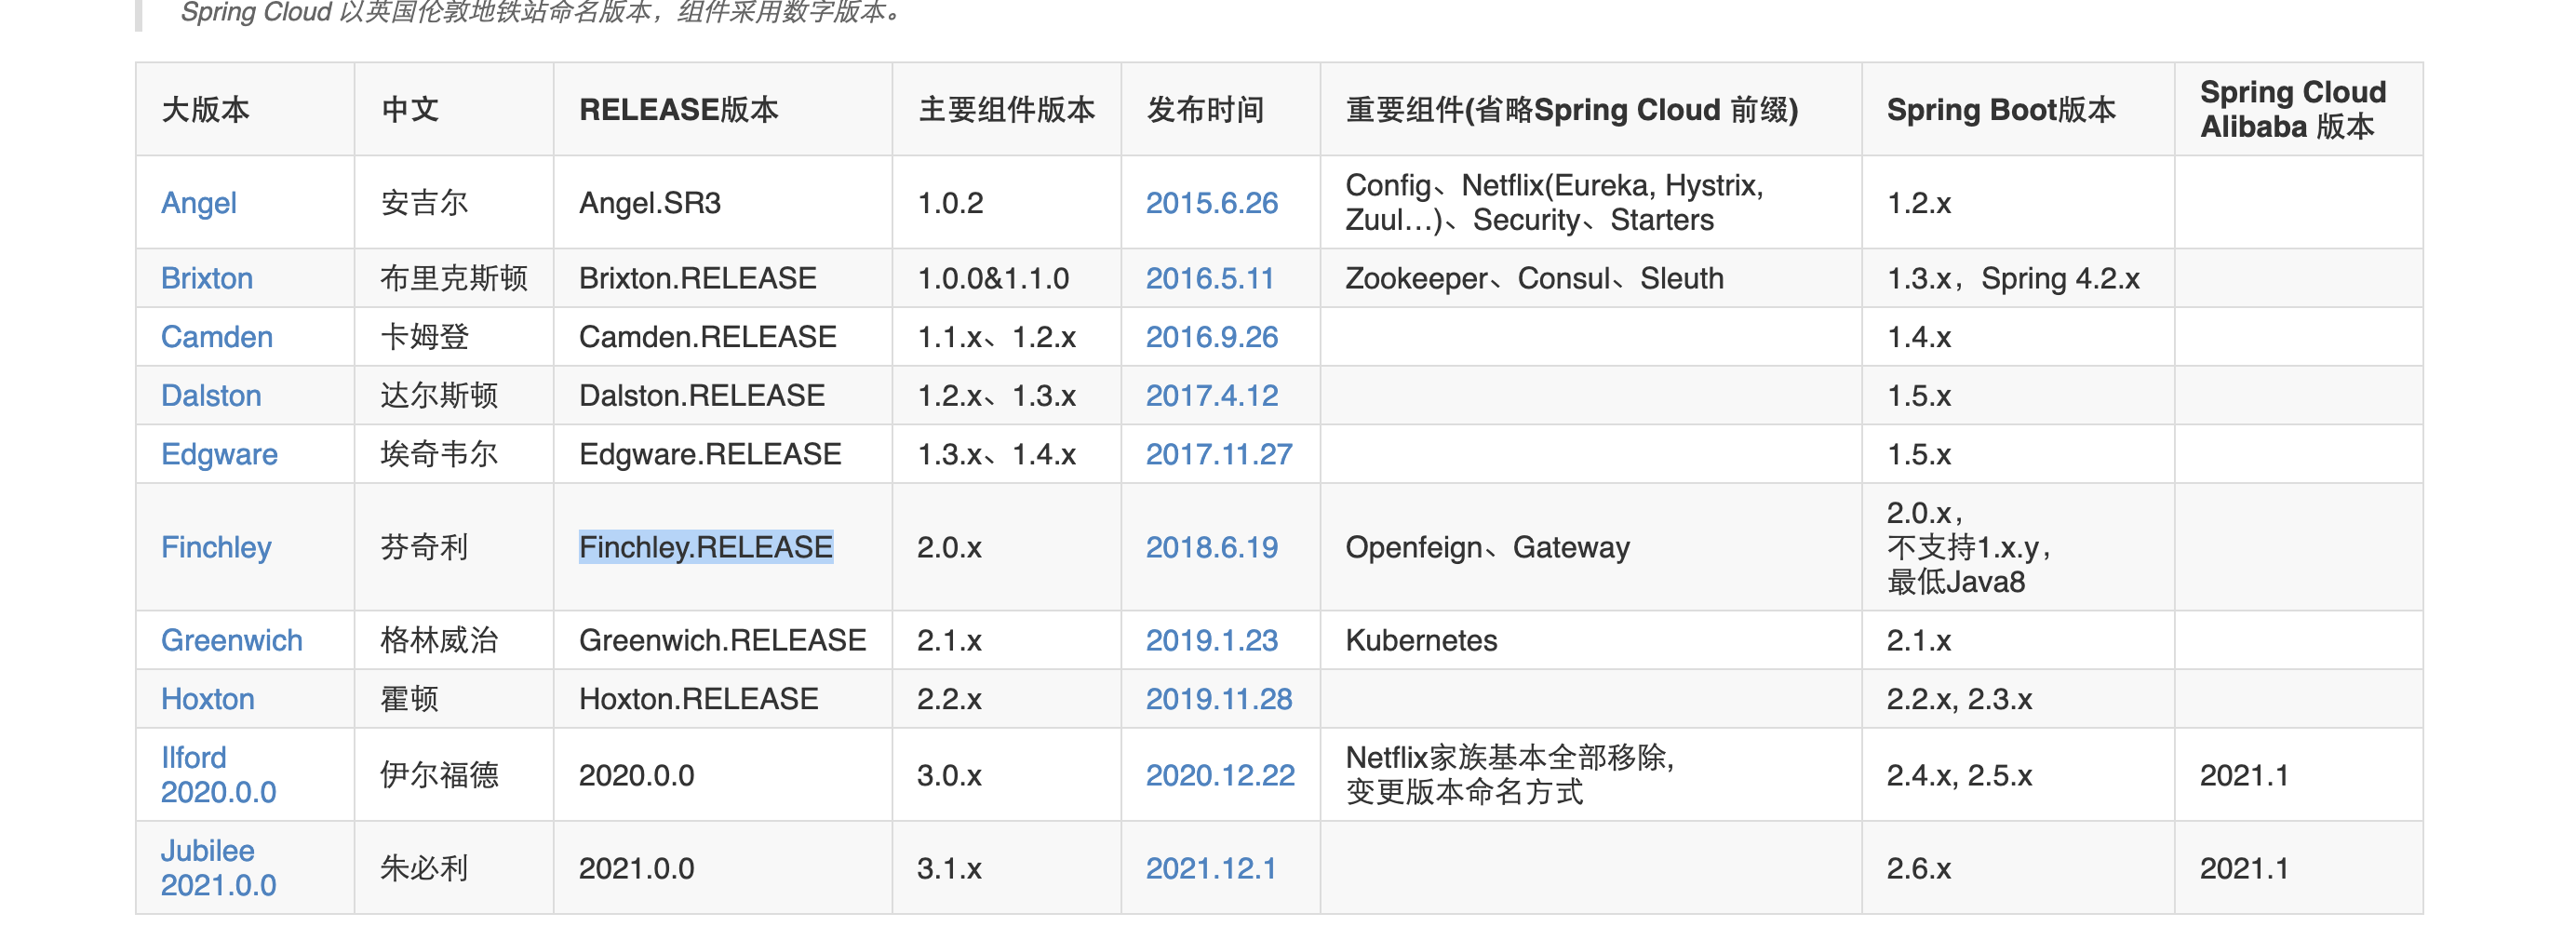 Spring Cloud 以英国伦敦地铁站命名版本，组件采用数字版本。
大版本 中文 RELEASE版本 主要组件版本 发布时间 重要组件(省略Spring Cloud 前缀) Spring Boot版本 Spring Cloud
Alibaba 版本
Angel 安吉尔 Angel.SR3 1.0.2 2015.6.26 Config、Netflix(Eureka, Hystrix,
Zuul…)、Security、Starters 1.2.x
Brixton 布里克斯顿 Brixton.RELEASE 1.0.0&1.1.0 2016.5.11 Zookeeper、Consul、Sleuth 1.3.x，Spring 4.2.x
Camden 卡姆登 Camden.RELEASE 1.1.x、1.2.x 2016.9.26 1.4.x
Dalston 达尔斯顿 Dalston.RELEASE 1.2.x、1.3.x 2017.4.12 1.5.x
Edgware 埃奇韦尔 Edgware.RELEASE 1.3.x、1.4.x 2017.11.27 1.5.x
Finchley 芬奇利 Finchley.RELEASE 2.0.x 2018.6.19 Openfeign、Gateway 2.0.x，
不支持1.x.y，
最低Java8
Greenwich 格林威治 Greenwich.RELEASE 2.1.x 2019.1.23 Kubernetes 2.1.x
Hoxton 霍顿 Hoxton.RELEASE 2.2.x 2019.11.28 2.2.x, 2.3.x
Ilford
2020.0.0 伊尔福德 2020.0.0 3.0.x 2020.12.22 Netflix家族基本全部移除,
变更版本命名方式 2.4.x, 2.5.x 2021.1
Jubilee
2021.0.0 朱必利 2021.0.0 3.1.x 2021.12.1 2.6.x 2021.1